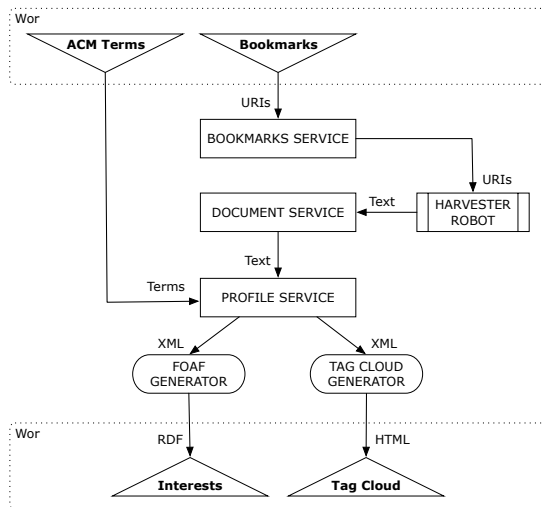 Wor
ACM Terms
Bookmarks
URIs
BOOKMARKS SERVICE
URIs
HARVESTER
ROBOT
Text
DOCUMENT SERVICE
Text
Terms
PROFILE SERVICE
XML
XML
FOAF
GENERATOR
TAG CLOUD
GENERATOR
Wor
RDF
HTML
Interests
Tag Cloud